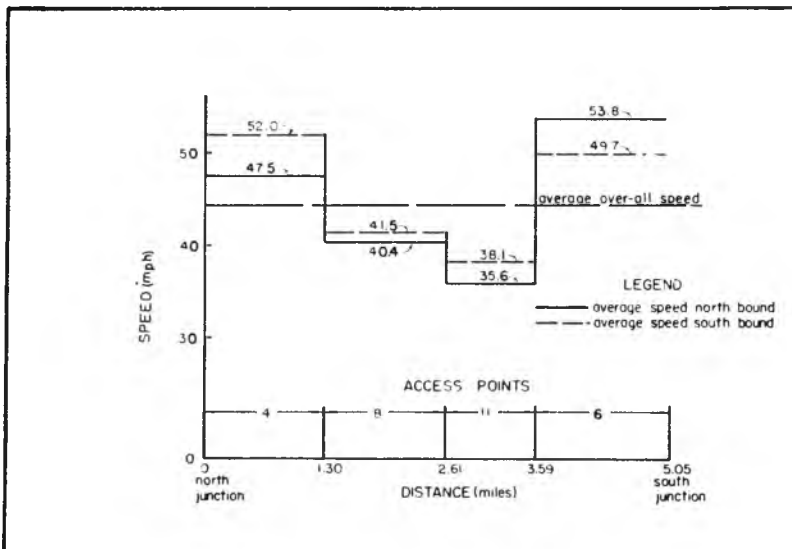 52.0
53.8
50
47.5
49.7
average over-all speed
41.5
40
40.4
38.1
35.6
SPEED (mph)
LEGEND
average speed north bound
average speed south bound
30
ACCESS POINTS
4 8 11 6
0
0 1.30 2.61 3.59 5.05
north junction
DISTANCE (miles)
south junction